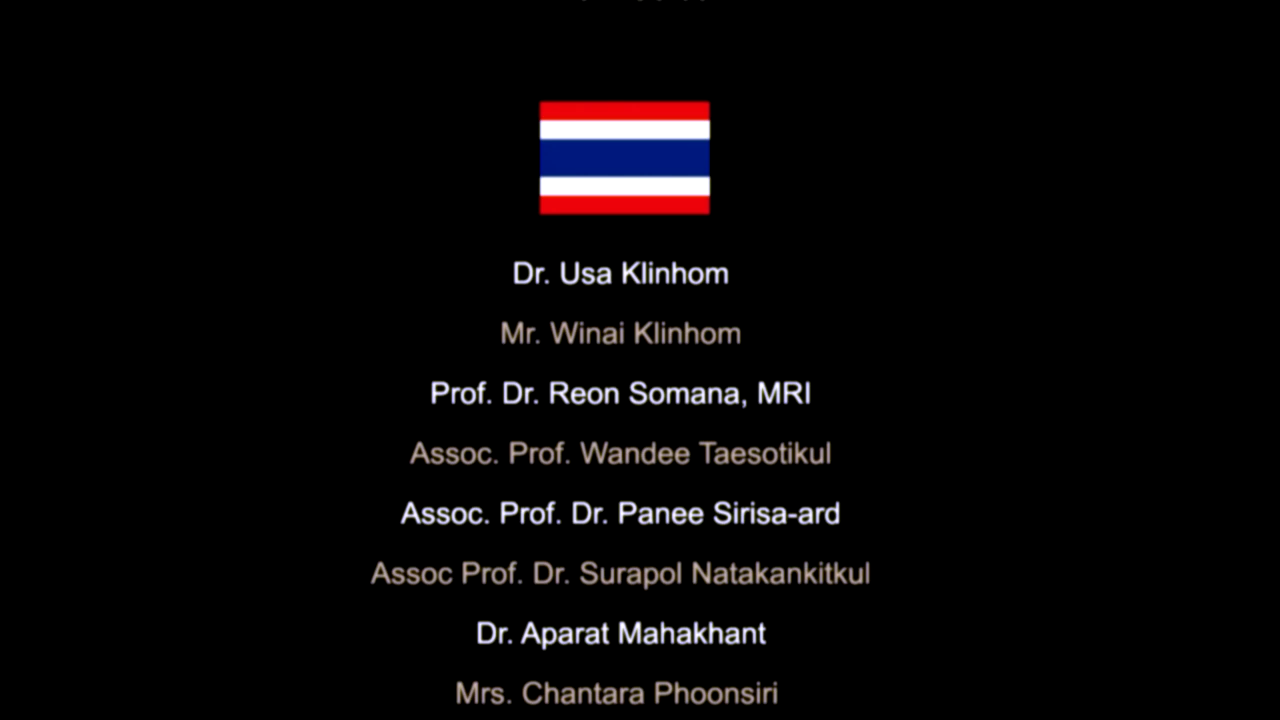 Dr. Usa Klinhom
Mr. Winai Klinhom
Prof. Dr. Reon Somana, MRI
Assoc. Prof. Wandee Taesotikul
Assoc. Prof. Dr. Panee Sirisa-ard
Assoc Prof. Dr. Surapol Natakankitkul
Dr. Aparat Mahakhant
Mrs. Chantara Phoonsiri